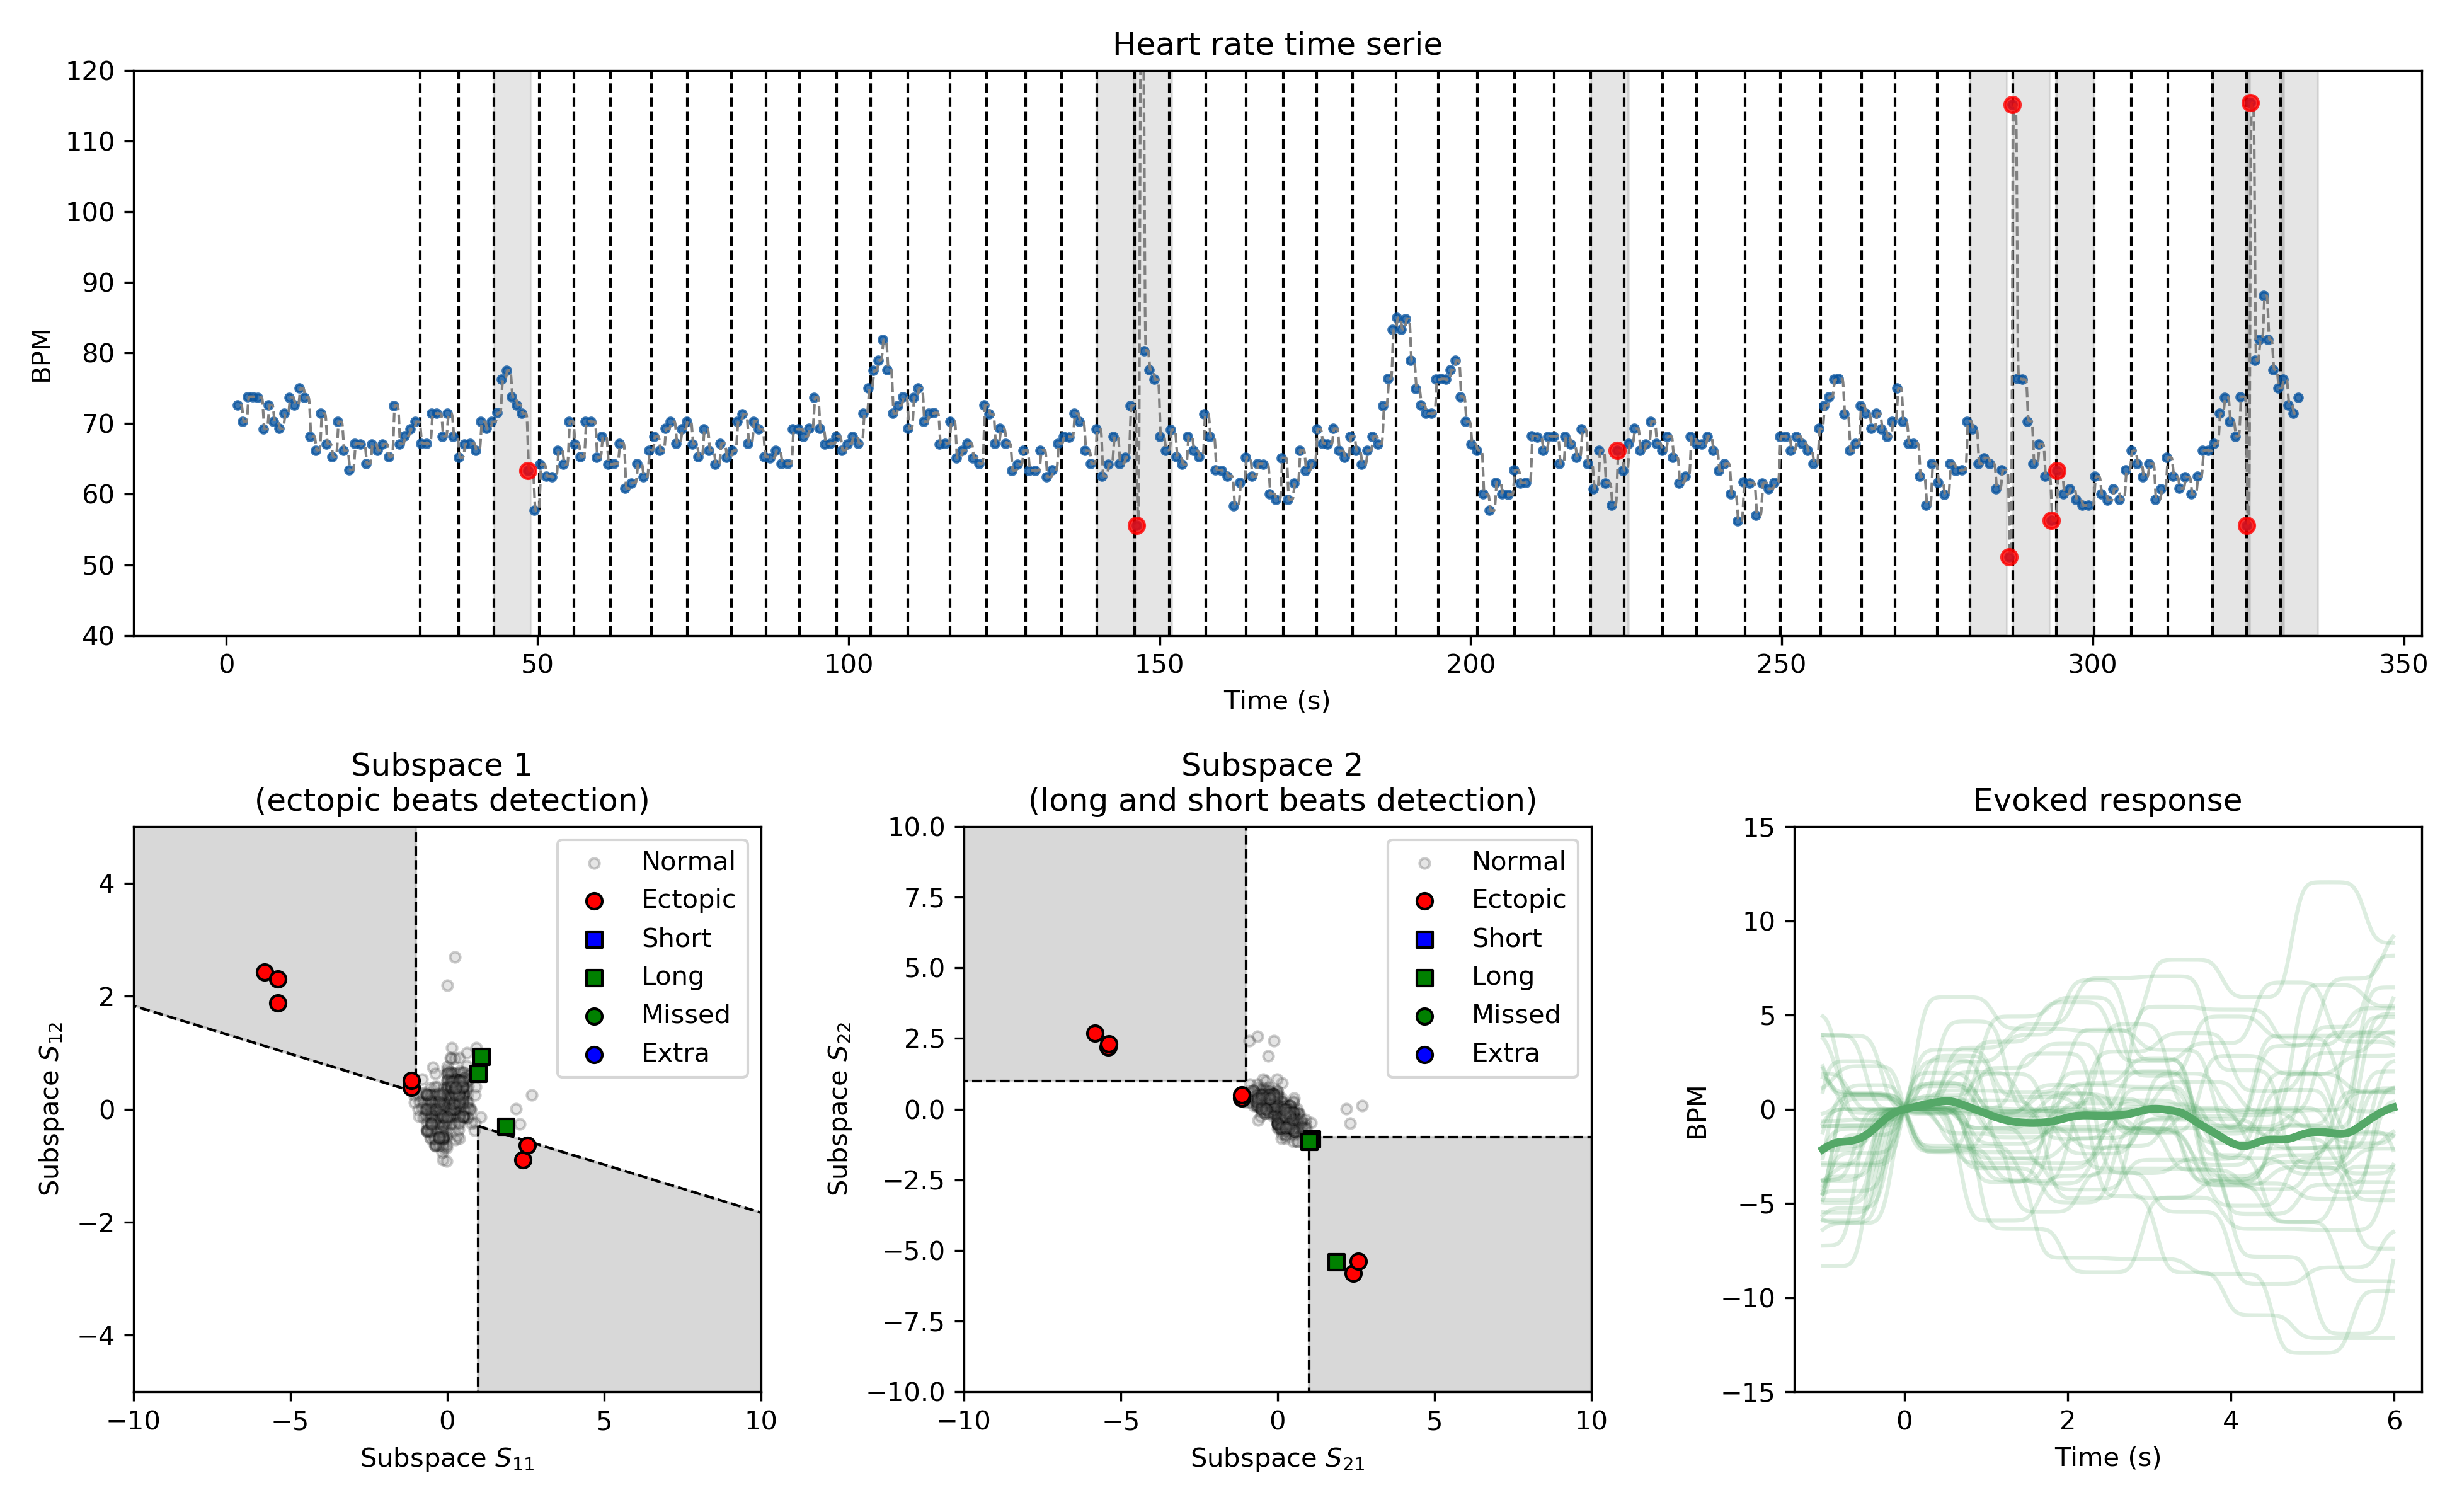 Heart rate time serie
120
110
100
90
80
70
60
50
40
BPM
0
50
100
150
200
250
300
350
Time (s)
Subspace 1
(ectopic beats detection)
4
2
0
−2
−4
Subspace S12
−10
−5
0
5
10
Subspace S11
Normal
Ectopic
Short
Long
Missed
Extra
Subspace 2
(long and short beats detection)
10.0
7.5
5.0
2.5
0.0
−2.5
−5.0
−7.5
−10.0
Subspace S22
−10
−5
0
5
10
Subspace S21
Normal
Ectopic
Short
Long
Missed
Extra
Evoked response
15
10
5
0
−5
−10
−15
BPM
0
2
4
6
Time (s)